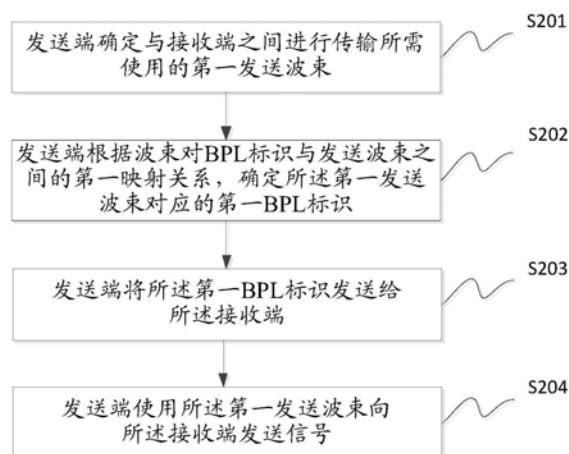 发送端确定与接收端之间进行传输所需
使用的第一发送波束
S201
发送端根据波束对BPL标识与发送波束之
间的第一映射关系，确定所述第一发送
波束对应的第一BPL标识
S202
发送端将所述第一BPL标识发送给
所述接收端
S203
发送端使用所述第一发送波束向
所述接收端发送信号
S204